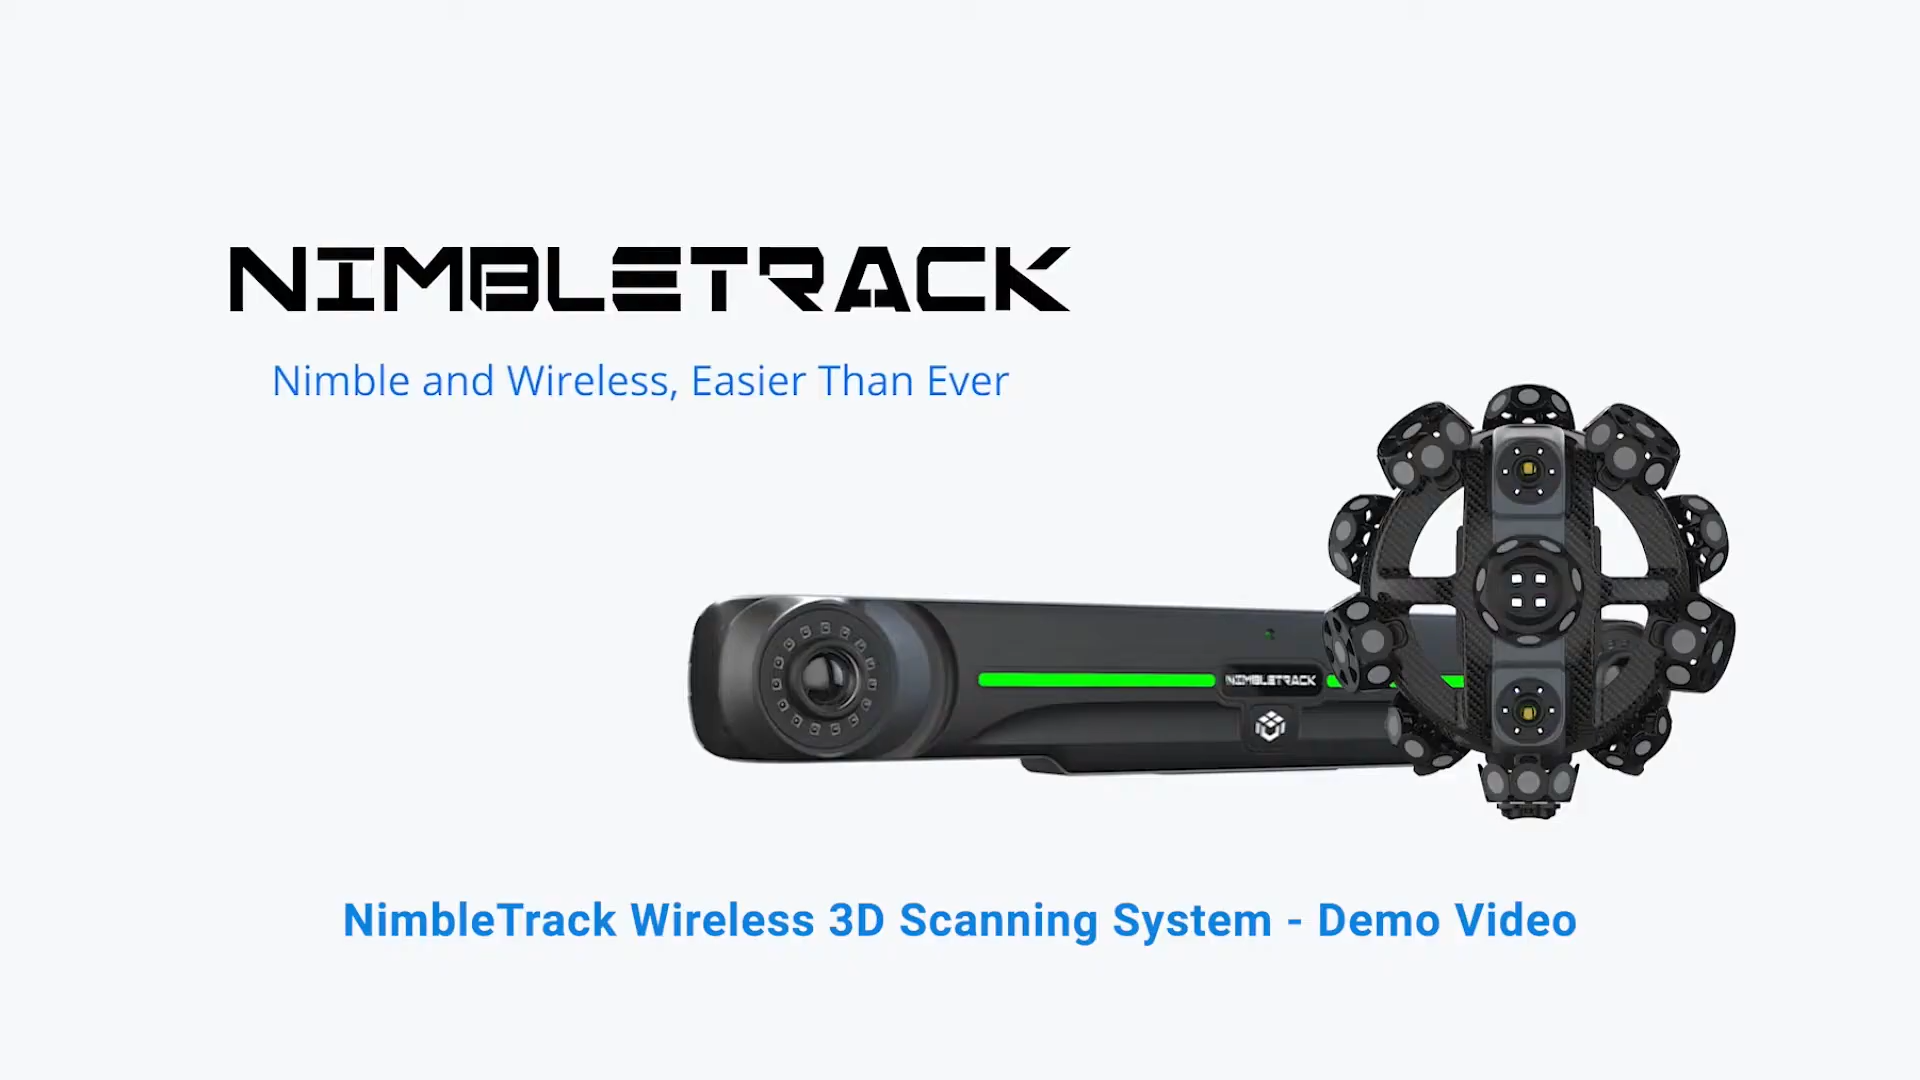 NIMBLETRACK
Nimble and Wireless, Easier Than Ever
NIMBLETRACK
NimbleTrack Wireless 3D Scanning System - Demo Video